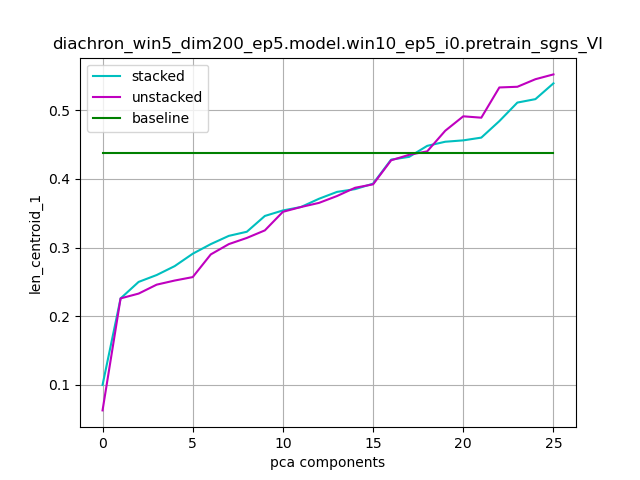 diachron_win5_dim200_ep5.model.win10_ep5_i0.pretrain_sgns_VI
stacked
unstacked
baseline
0.5
0.4
0.3
0.2
0.1
len_centroid_1
0 5 10 15 20 25
pca components